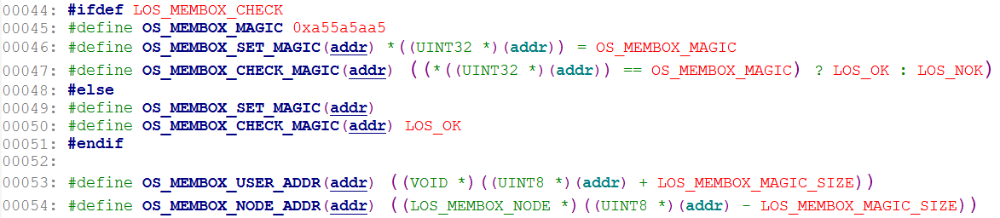 00044: #ifdef LOS_MEMBOX_CHECK
00045: #define OS_MEMBOX_MAGIC 0xa55a5aa5
00046: #define OS_MEMBOX_SET_MAGIC(addr) *((UINT32 *)(addr)) = OS_MEMBOX_MAGIC
00047: #define OS_MEMBOX_CHECK_MAGIC(addr) ((*((UINT32 *)(addr)) == OS_MEMBOX_MAGIC) ? LOS_OK : LOS_NOK)
00048: #else
00049: #define OS_MEMBOX_SET_MAGIC(addr)
00050: #define OS_MEMBOX_CHECK_MAGIC(addr) LOS_OK
00051: #endif
00052:
00053: #define OS_MEMBOX_USER_ADDR(addr) ((VOID *)((UINT8 *)(addr) + LOS_MEMBOX_MAGIC_SIZE))
00054: #define OS_MEMBOX_NODE_ADDR(addr) ((LOS_MEMBOX_NODE *)((UINT8 *)(addr) - LOS_MEMBOX_MAGIC_SIZE))